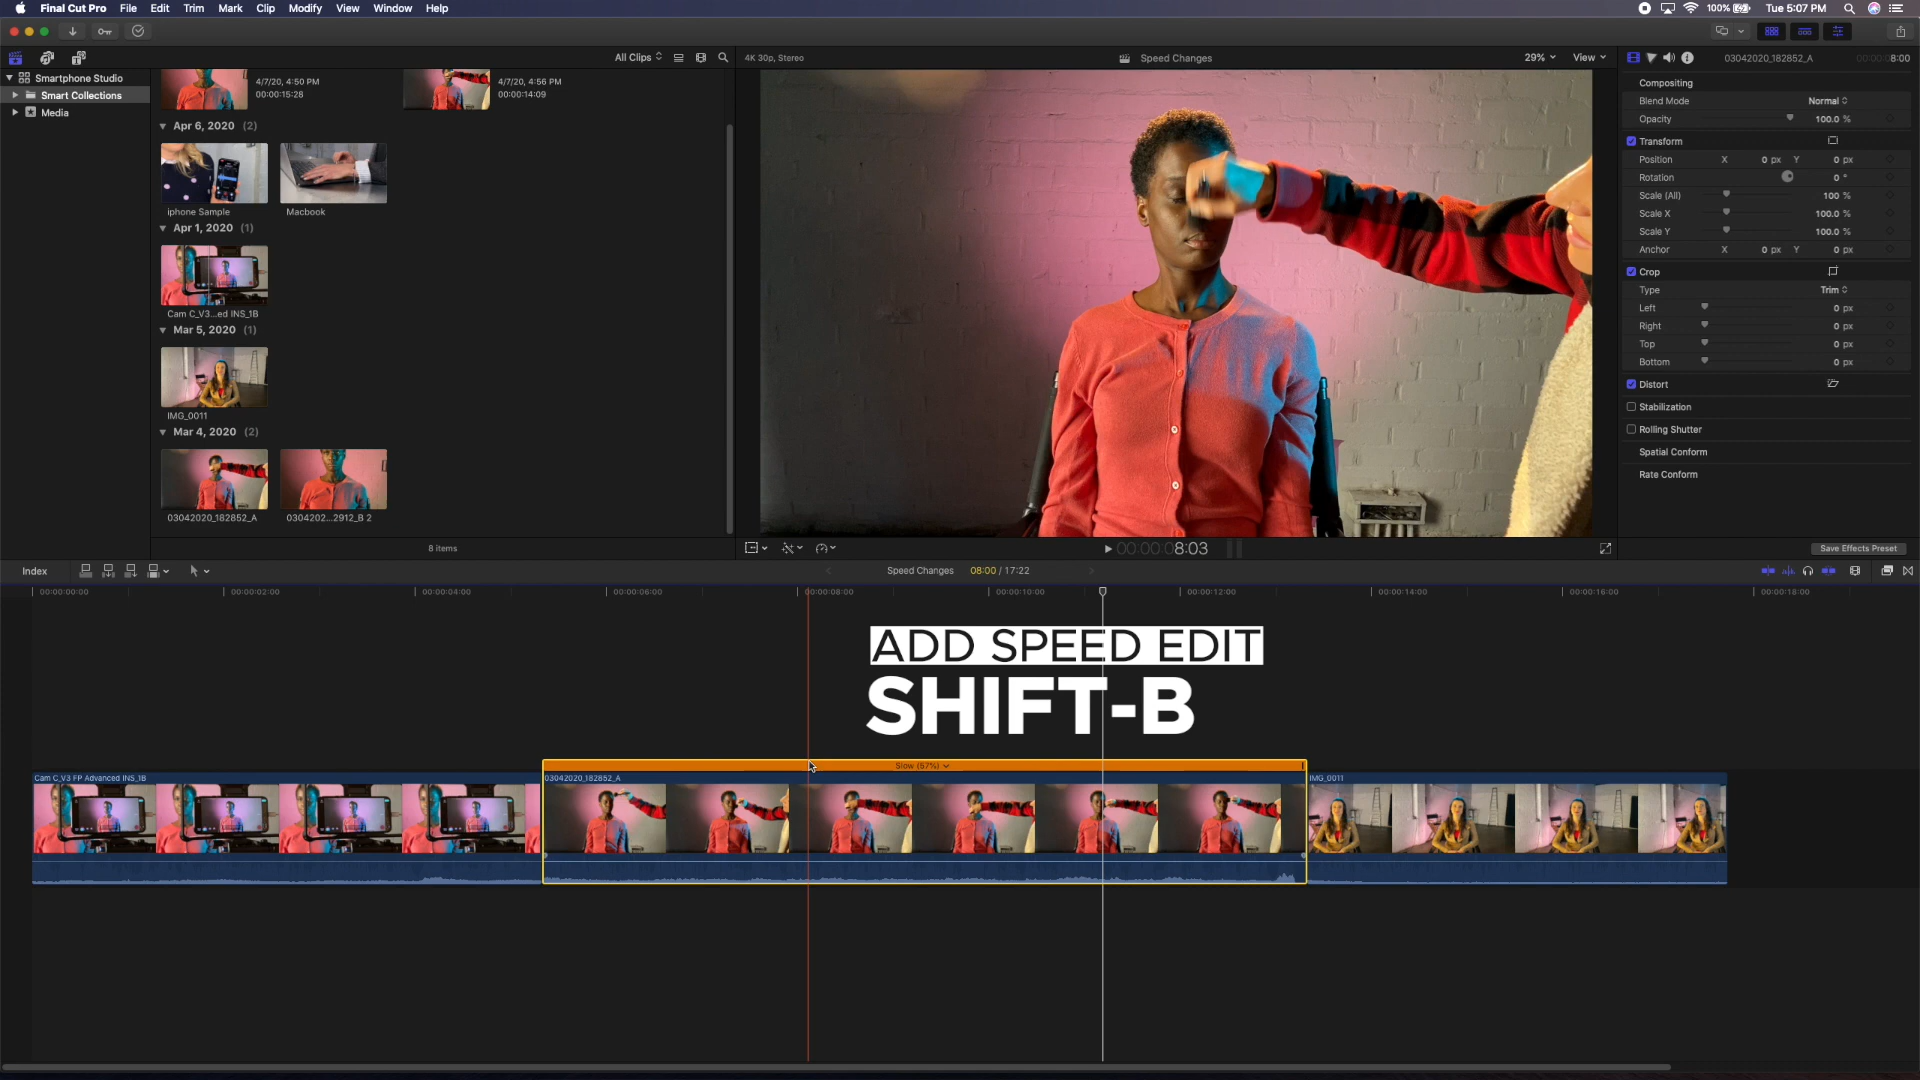 Final Cut Pro File Edit Trim Mark Clip Modify View Window Help
100% Tue 5:07 PM
All Clips
4K 30p, Stereo
Speed Changes
29% View
03042020_182852_A
00:00:08:00
Smartphone Studio
Smart Collections
Media
4/7/20, 4:50 PM
00:00:15:28
4/7/20, 4:56 PM
00:00:14:09
Apr 6, 2020 (2)
iphone Sample
Macbook
Apr 1, 2020 (1)
Cam C_V3...ed INS_1B
Mar 5, 2020 (1)
IMG_0011
Mar 4, 2020 (2)
03042020_182852_A
0304202...2912_B 2
8 items
Compositing
Blend Mode Normal
Opacity 100.0 %
Transform
Position X 0 px Y 0 px
Rotation 0 °
Scale (All) 100 %
Scale X 100.0 %
Scale Y 100.0 %
Anchor X 0 px Y 0 px
Crop
Type Trim
Left 0 px
Right 0 px
Top 0 px
Bottom 0 px
Distort
Stabilization
Rolling Shutter
Spatial Conform
Rate Conform
Save Effects Preset
00:00:08:03
Index
Speed Changes 08:00 / 17:22
00:00:00:00 00:00:02:00 00:00:04:00 00:00:06:00 00:00:08:00 00:00:10:00 00:00:12:00 00:00:14:00 00:00:16:00 00:00:18:00
ADD SPEED EDIT
SHIFT-B
Slow (57%)
Cam C_V3 FP Advanced INS_1B
03042020_182852_A
IMG_0011